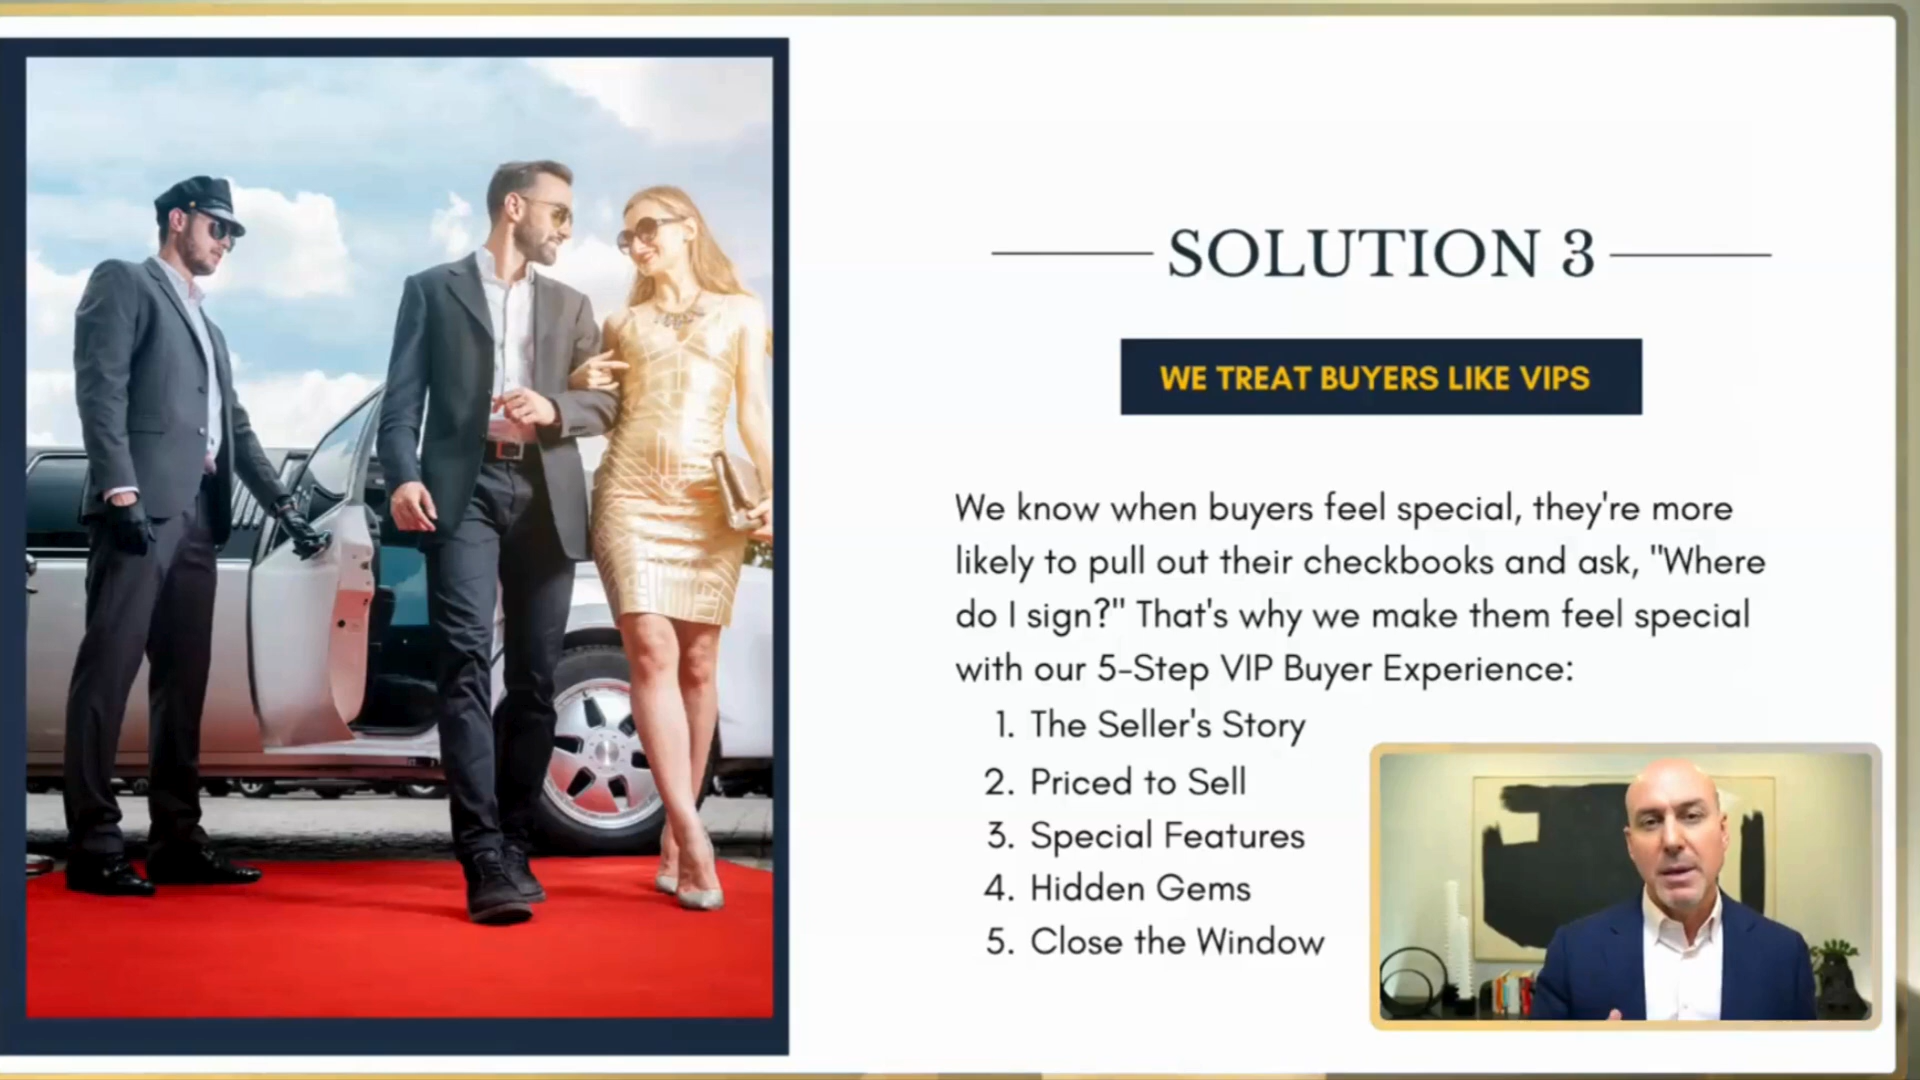 SOLUTION 3
WE TREAT BUYERS LIKE VIPS
We know when buyers feel special, they're more
likely to pull out their checkbooks and ask, "Where
do I sign?" That's why we make them feel special
with our 5-Step VIP Buyer Experience:
1. The Seller's Story
2. Priced to Sell
3. Special Features
4. Hidden Gems
5. Close the Window